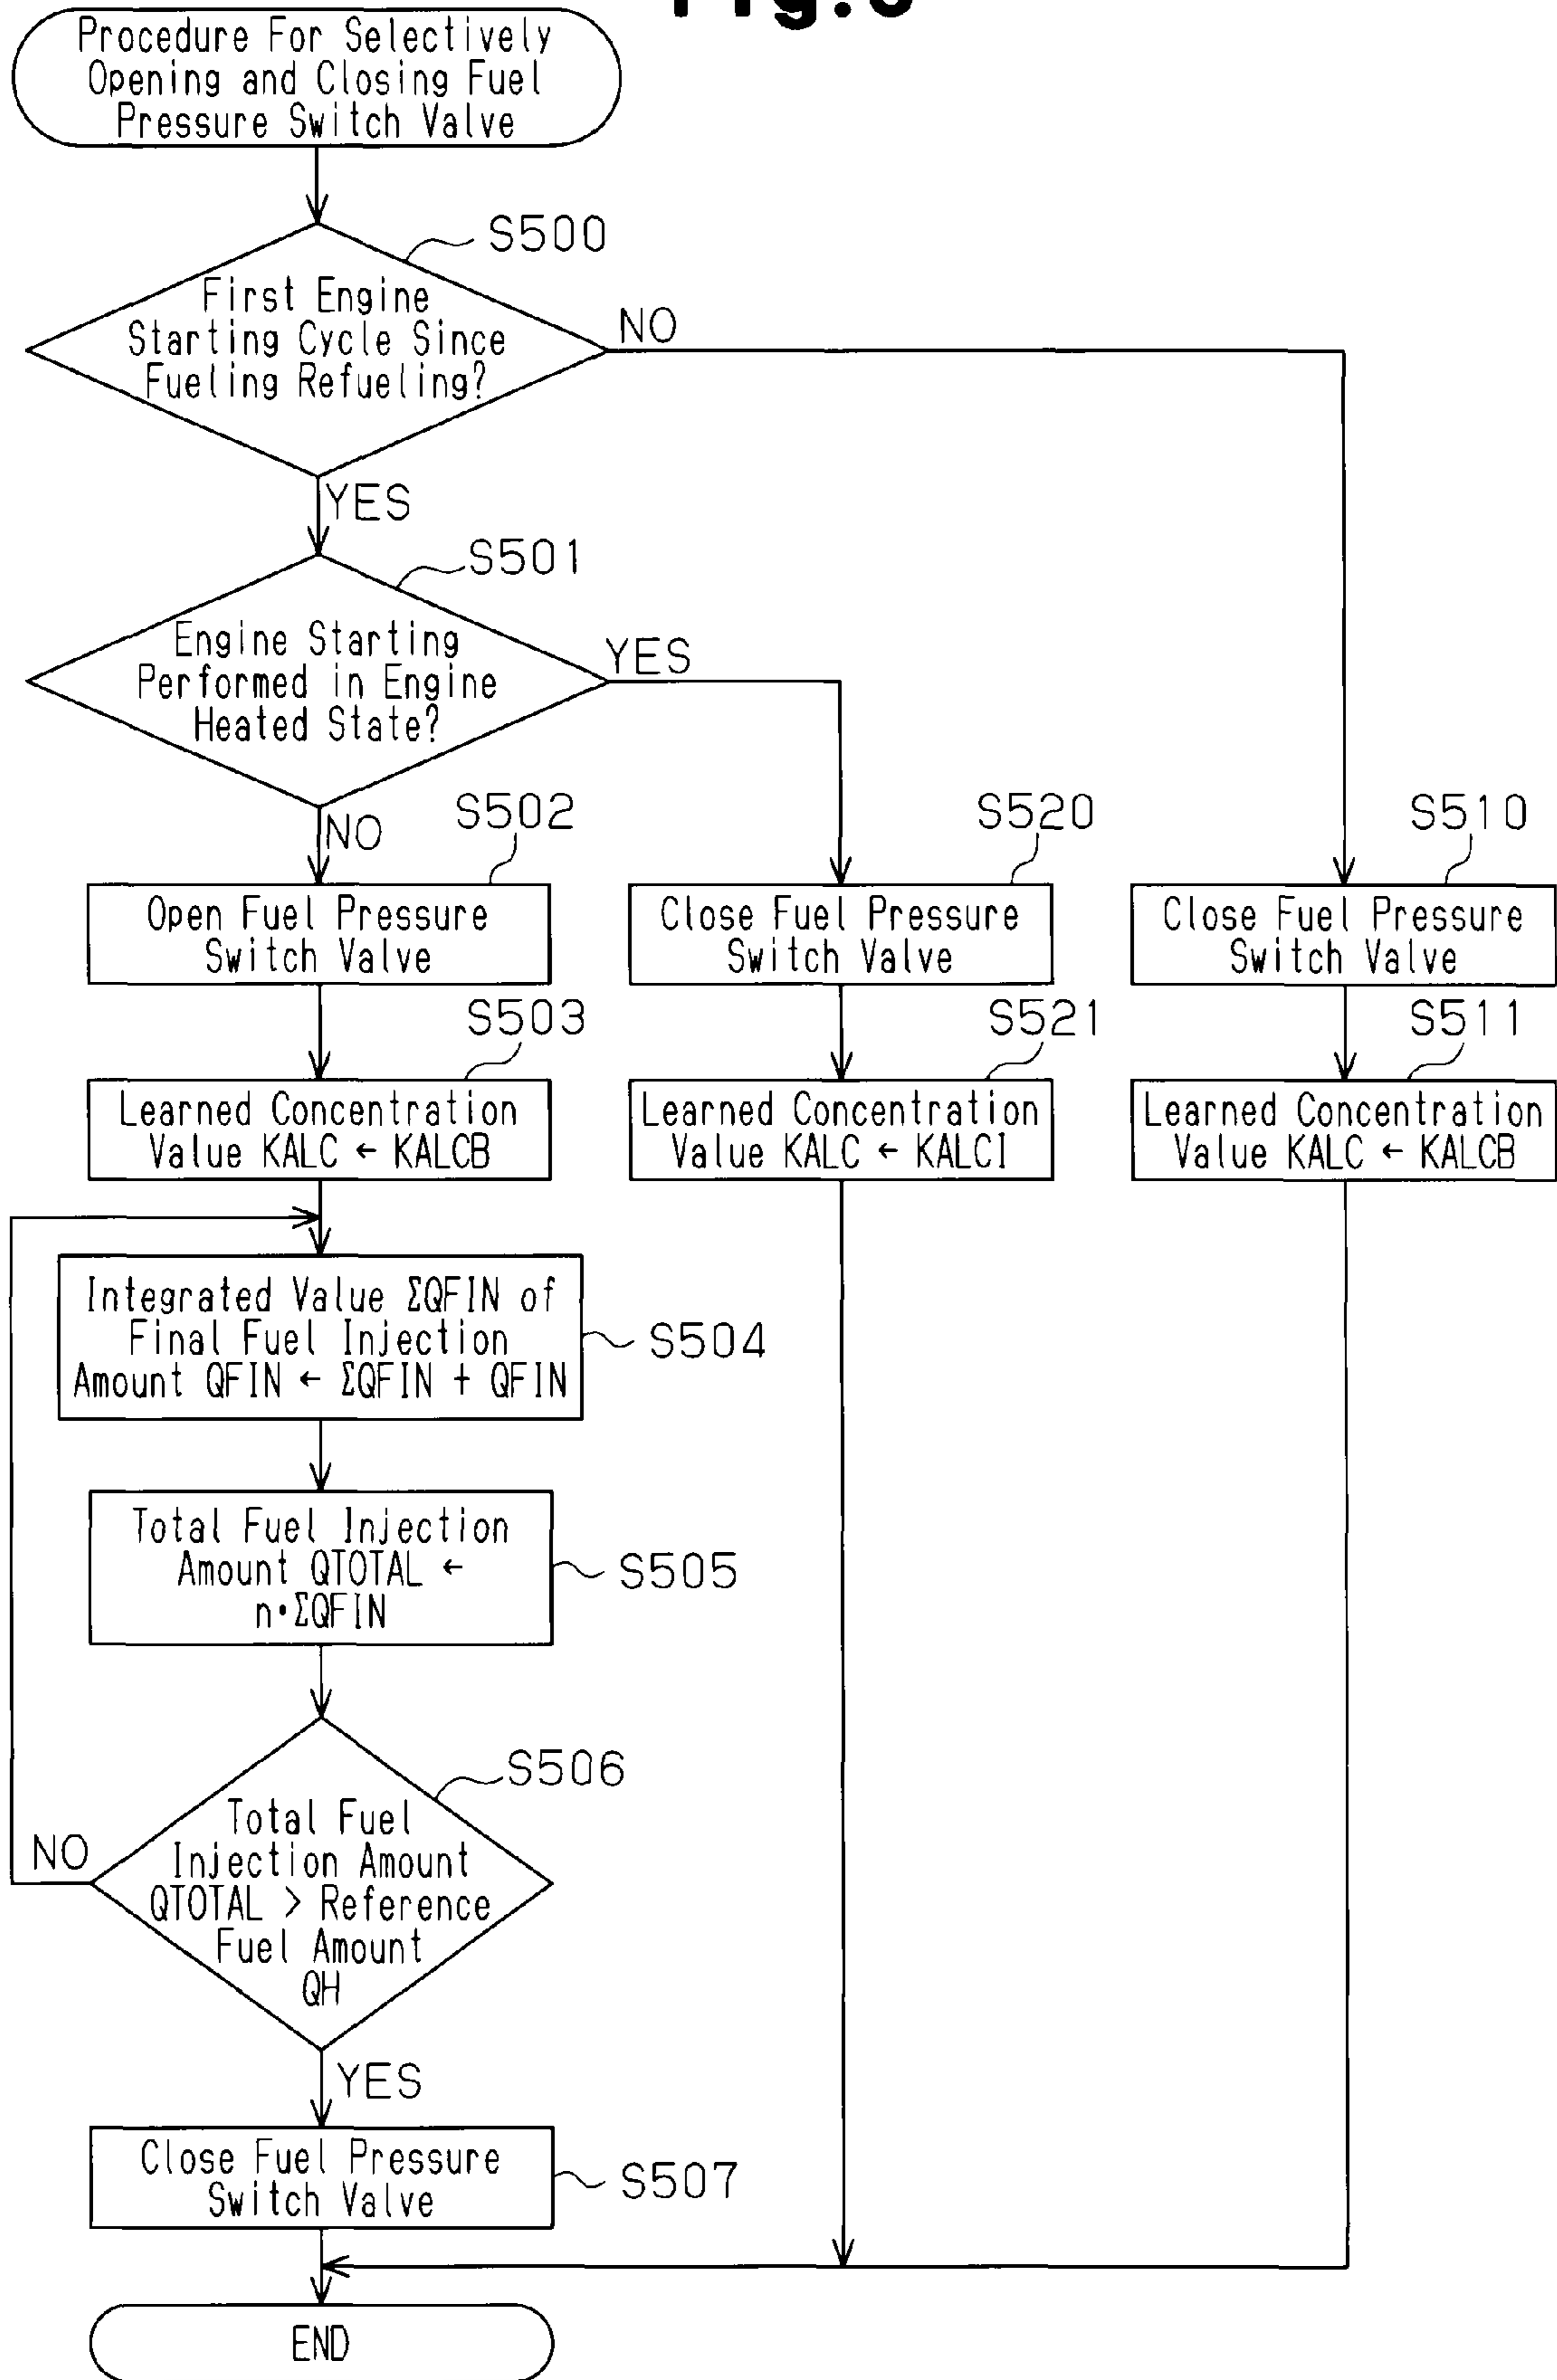 Procedure For Selectively
Opening and Closing Fuel
Pressure Switch Valve
S500
First Engine
Starting Cycle Since
Fueling Refueling?
NO
YES
S501
Engine Starting
Performed in Engine
Heated State?
YES
NO
S502
Open Fuel Pressure
Switch Valve
S520
Close Fuel Pressure
Switch Valve
S510
Close Fuel Pressure
Switch Valve
S503
Learned Concentration
Value KALC ← KALCB
S521
Learned Concentration
Value KALC ← KALCI
S511
Learned Concentration
Value KALC ← KALCB
Integrated Value ΣQFIN of
Final Fuel Injection
Amount QFIN ← ΣQFIN + QFIN
S504
Total Fuel Injection
Amount QTOTAL ←
n•ΣQFIN
S505
S506
Total Fuel
Injection Amount
QTOTAL > Reference
Fuel Amount
QH
NO
YES
Close Fuel Pressure
Switch Valve
S507
END